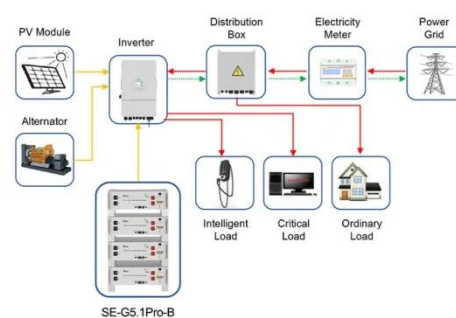 PV Module
Inverter
Distribution
Box
Electricity
Meter
Power
Grid
Alternator
Intelligent
Load
Critical
Load
Ordinary
Load
SE-G5.1Pro-B